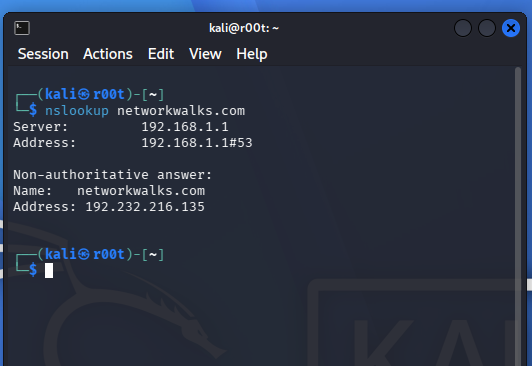 kali@r00t: ~
Session Actions Edit View Help
┌──(kali㉿r00t)-[~]
└─$ nslookup networkwalks.com
Server:         192.168.1.1
Address:        192.168.1.1#53

Non-authoritative answer:
Name:   networkwalks.com
Address: 192.232.216.135

┌──(kali㉿r00t)-[~]
└─$
KA